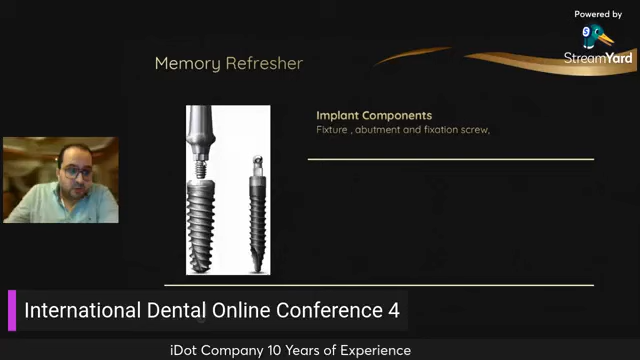 Powered by
StreamYard
Memory Refresher
Implant Components
Fixture , abutment and fixation screw,
International Dental Online Conference 4
iDot Company 10 Years of Experience